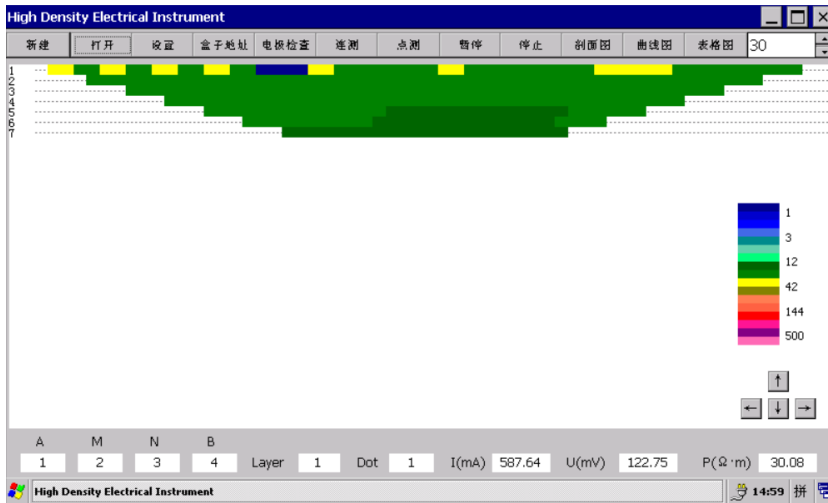 High Density Electrical Instrument
新建 打开 设置 盒子地址 电极检查 连测 点测 暂停 停止 剖面图 曲线图 表格图 30
1
2
3
4
5
6
7
1
3
12
42
144
500
A M N B
1 2 3 4 Layer 1 Dot 1 I(mA) 587.64 U(mV) 122.75 P(Ω·m) 30.08
High Density Electrical Instrument 14:59 拼